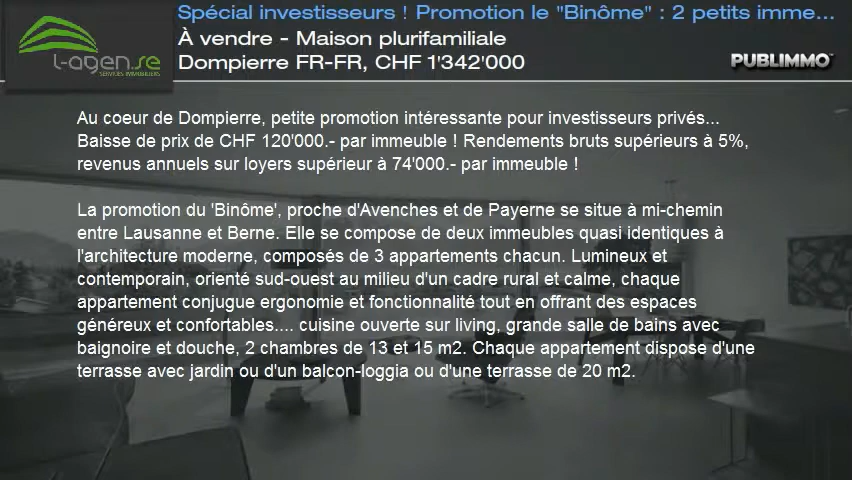 Spécial investisseurs ! Promotion le "Binôme" : 2 petits imme...
À vendre - Maison plurifamiliale
Dompierre FR-FR, CHF 1'342'000
l-agen.se
SERVICES IMMOBILIERS
PUBLIMMO
Au coeur de Dompierre, petite promotion intéressante pour investisseurs privés...
Baisse de prix de CHF 120'000.- par immeuble ! Rendements bruts supérieurs à 5%,
revenus annuels sur loyers supérieur à 74'000.- par immeuble !
La promotion du 'Binôme', proche d'Avenches et de Payerne se situe à mi-chemin
entre Lausanne et Berne. Elle se compose de deux immeubles quasi identiques à
l'architecture moderne, composés de 3 appartements chacun. Lumineux et
contemporain, orienté sud-ouest au milieu d'un cadre rural et calme, chaque
appartement conjugue ergonomie et fonctionnalité tout en offrant des espaces
généreux et confortables.... cuisine ouverte sur living, grande salle de bains avec
baignoire et douche, 2 chambres de 13 et 15 m2. Chaque appartement dispose d'une
terrasse avec jardin ou d'un balcon-loggia ou d'une terrasse de 20 m2.